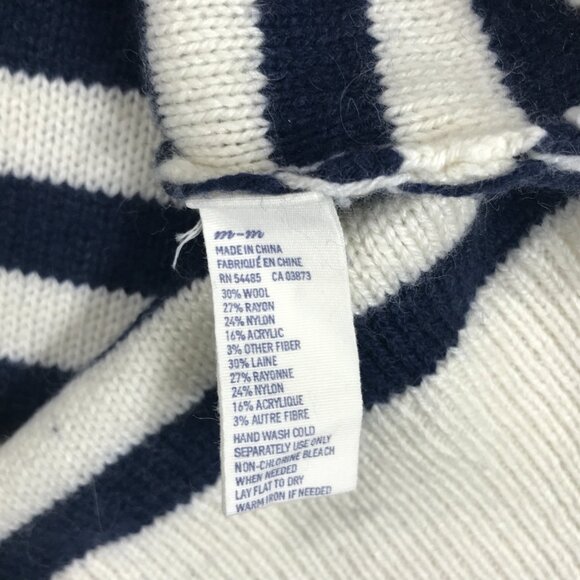 m-m
MADE IN CHINA
FABRIQUÉ EN CHINE
RN 54485 CA 03873
30% WOOL
27% RAYON
24% NYLON
16% ACRYLIC
3% OTHER FIBER
30% LAINE
27% RAYONNE
24% NYLON
16% ACRYLIQUE
3% AUTRE FIBRE
HAND WASH COLD
SEPARATELY USE ONLY
NON-CHLORINE BLEACH
WHEN NEEDED
LAY FLAT TO DRY
WARM IRON IF NEEDED